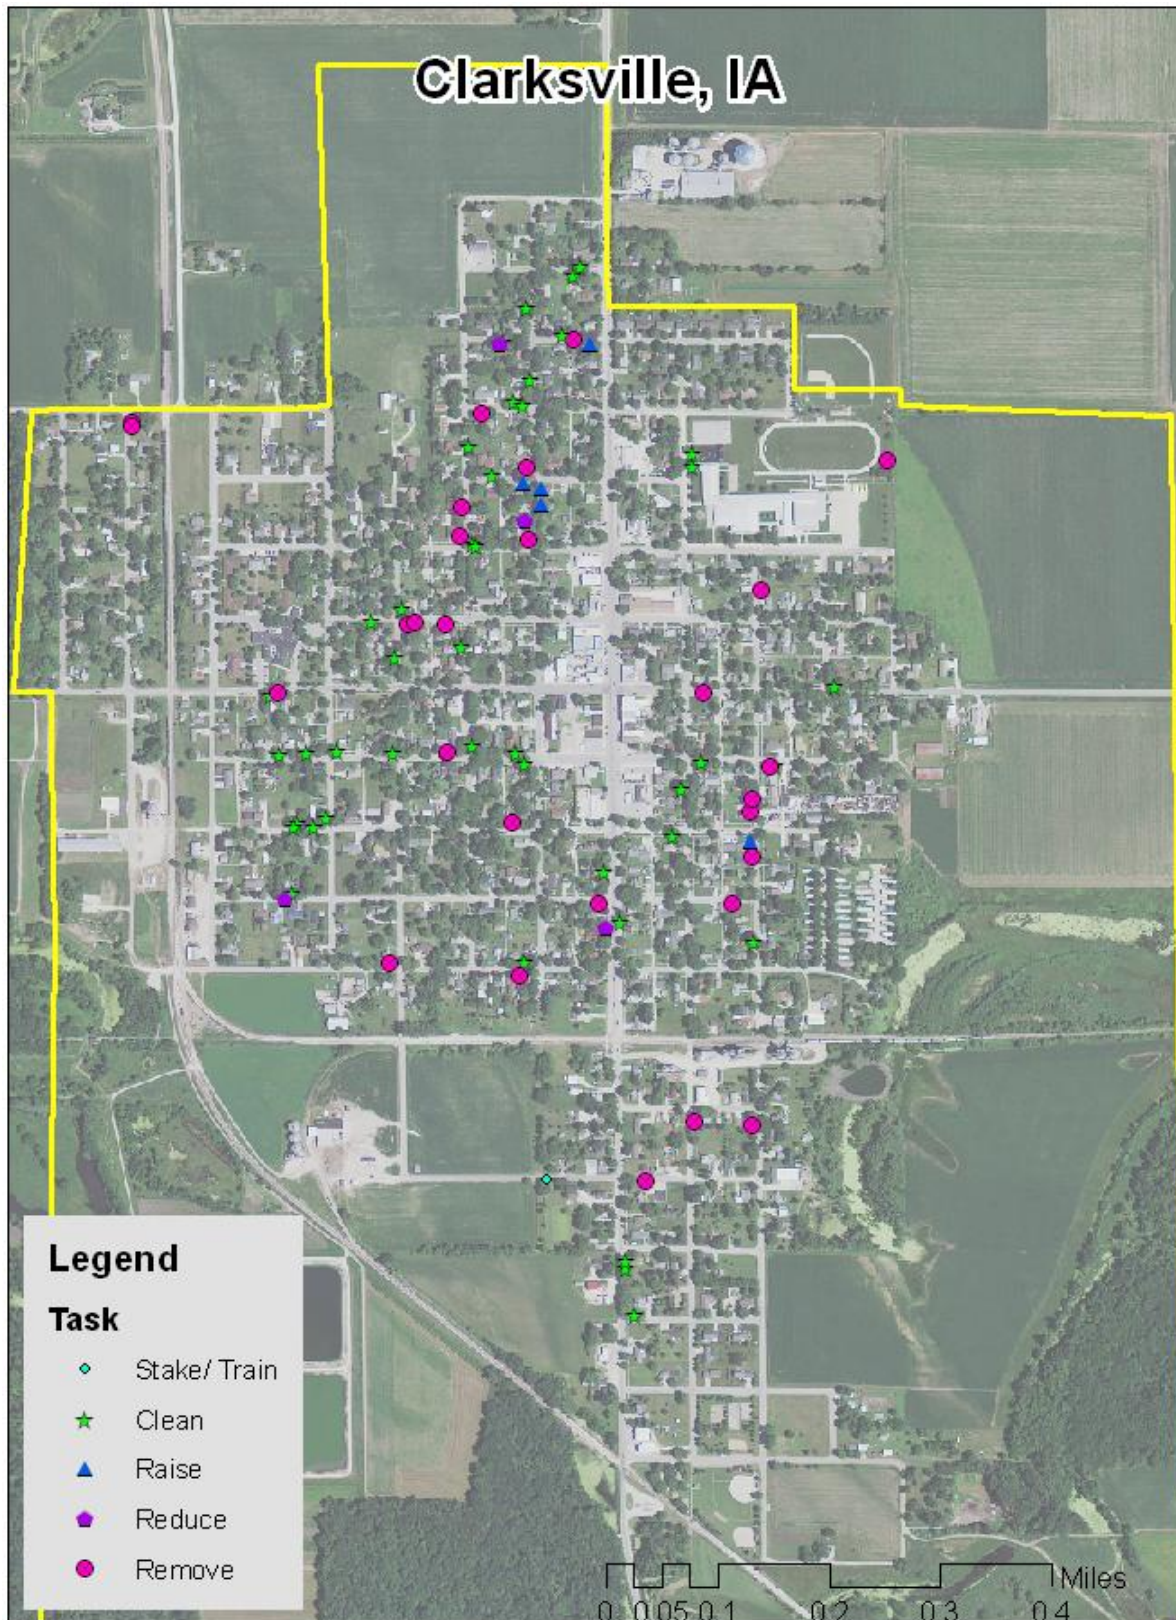 Clarksville, IA
Legend
Task
Stake/ Train
Clean
Raise
Reduce
Remove
Miles
0 0.05 0.1 0.2 0.3 0.4